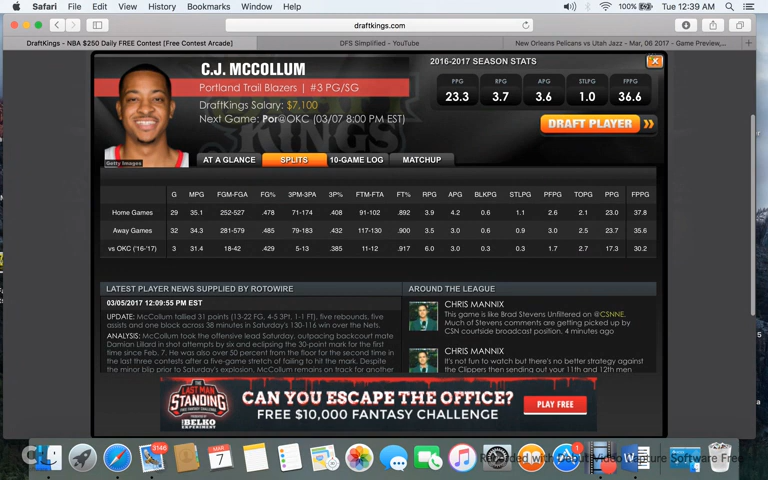 Safari File Edit View History Bookmarks Window Help 100% Tue 12:39 AM
draftkings.com
DraftKings - NBA $250 Daily FREE Contest [Free Contest Arcade] DFS Simplified - YouTube New Orleans Pelicans vs Utah Jazz - Mar, 06 2017 - Game Preview,...
C.J. MCCOLLUM
Portland Trail Blazers | #3 PG/SG
DraftKings Salary: $7,100
Next Game: Por@OKC (03/07 8:00 PM EST)
2016-2017 SEASON STATS
PPG RPG APG STLPG FPPG
23.3 3.7 3.6 1.0 36.6
DRAFT PLAYER
Getty Images
AT A GLANCE SPLITS 10-GAME LOG MATCHUP
G MPG FGM-FGA FG% 3PM-3PA 3P% FTM-FTA FT% RPG APG BLKPG STLPG PFPG TOPG PPG FPPG
Home Games 29 35.1 252-527 .478 71-174 .408 91-102 .892 3.9 4.2 0.6 1.1 2.6 2.1 23.0 37.8
Away Games 32 34.3 281-579 .485 79-183 .432 117-130 .900 3.5 3.0 0.6 0.9 3.0 2.5 23.7 35.6
vs OKC ('16-'17) 3 31.4 18-42 .429 5-13 .385 11-12 .917 6.0 3.0 0.3 0.3 1.7 2.7 17.3 30.2
LATEST PLAYER NEWS SUPPLIED BY ROTOWIRE
03/05/2017 12:09:55 PM EST
UPDATE: McCollum tallied 31 points (13-22 FG, 4-5 3Pt, 1-1 FT), five rebounds, five
assists and one block across 38 minutes in Saturday's 130-116 win over the Nets.
ANALYSIS: McCollum took the offensive lead Saturday, outpacing backcourt mate
Damian Lillard in shot attempts by six and eclipsing the 30-point mark for the first
time since Feb. 7. He was also over 50 percent from the floor for the second time in
the last three contests after a five-game stretch of failing to hit the mark. Despite
the minor blip prior to Saturday's explosion, McCollum remains on track for another
AROUND THE LEAGUE
CHRIS MANNIX
This game is like Brad Stevens Unfiltered on @CSNNE.
Much of Stevens comments are getting picked up by
CSN courtside broadcast position. 4 minutes ago
CHRIS MANNIX
It's not fun to watch but there's no better strategy against
the Clippers then sending out your 11th and 12th men
LAST MAN
STANDING
FREE FANTASY CHALLENGE
THE BELKO
EXPERIMENT
CAN YOU ESCAPE THE OFFICE?
FREE $10,000 FANTASY CHALLENGE
PLAY FREE
3146
MAR
7
1
Recorded with Debut Video Capture Software Free